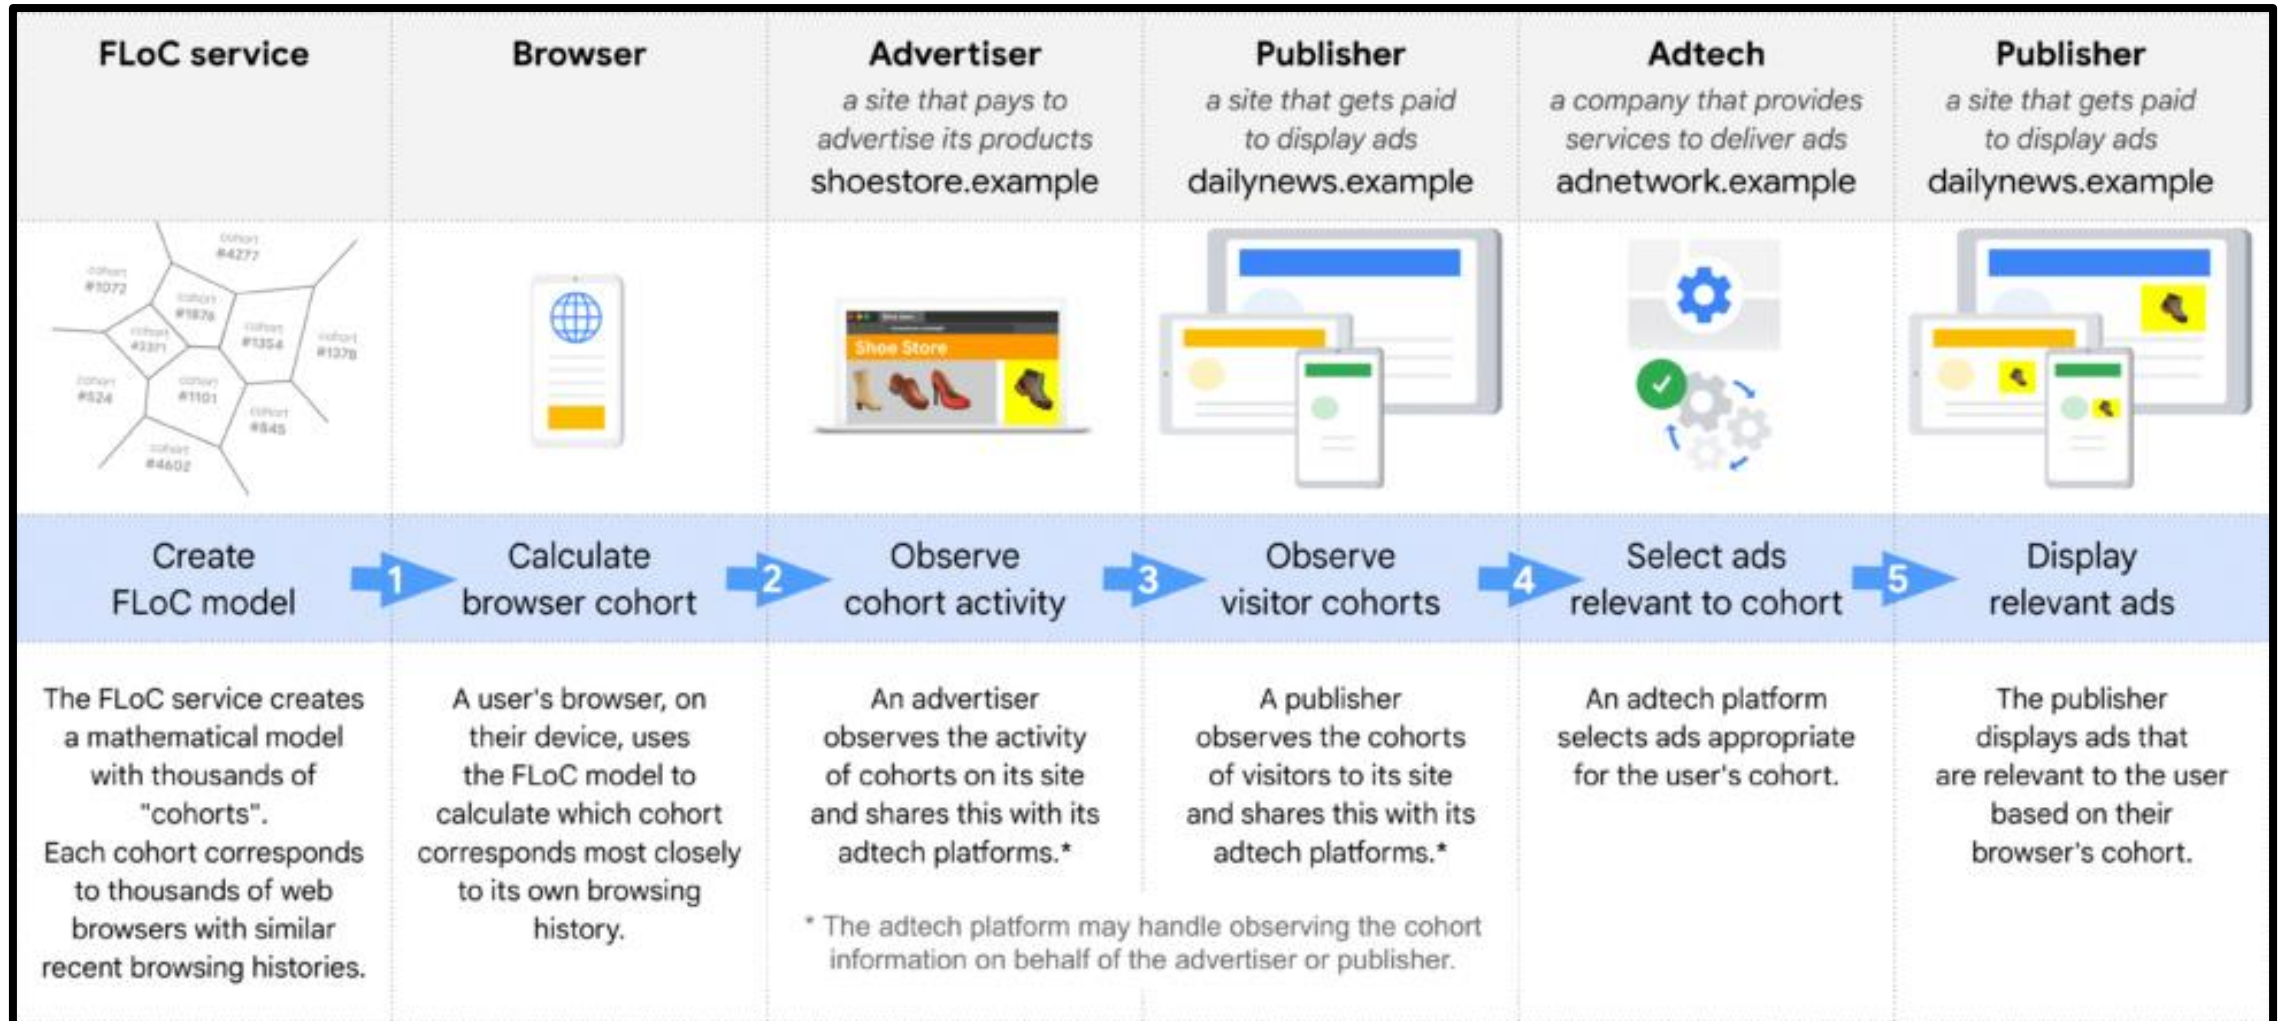 FLoC service
Browser
Advertiser
a site that pays to
advertise its products
shoestore.example
Publisher
a site that gets paid
to display ads
dailynews.example
Adtech
a company that provides
services to deliver ads
adnetwork.example
Publisher
a site that gets paid
to display ads
dailynews.example
cohort
#4277
cohort
#1072
cohort
#1876
cohort
#2371
cohort
#1354
cohort
#1378
cohort
#524
cohort
#1101
cohort
#845
cohort
#4602
Shoe Store
Create
FLoC model
1
Calculate
browser cohort
2
Observe
cohort activity
3
Observe
visitor cohorts
4
Select ads
relevant to cohort
5
Display
relevant ads
The FLoC service creates
a mathematical model
with thousands of
"cohorts".
Each cohort corresponds
to thousands of web
browsers with similar
recent browsing histories.
A user's browser, on
their device, uses
the FLoC model to
calculate which cohort
corresponds most closely
to its own browsing
history.
An advertiser
observes the activity
of cohorts on its site
and shares this with its
adtech platforms.*
A publisher
observes the cohorts
of visitors to its site
and shares this with its
adtech platforms.*
* The adtech platform may handle observing the cohort
information on behalf of the advertiser or publisher.
An adtech platform
selects ads appropriate
for the user's cohort.
The publisher
displays ads that
are relevant to the user
based on their
browser's cohort.